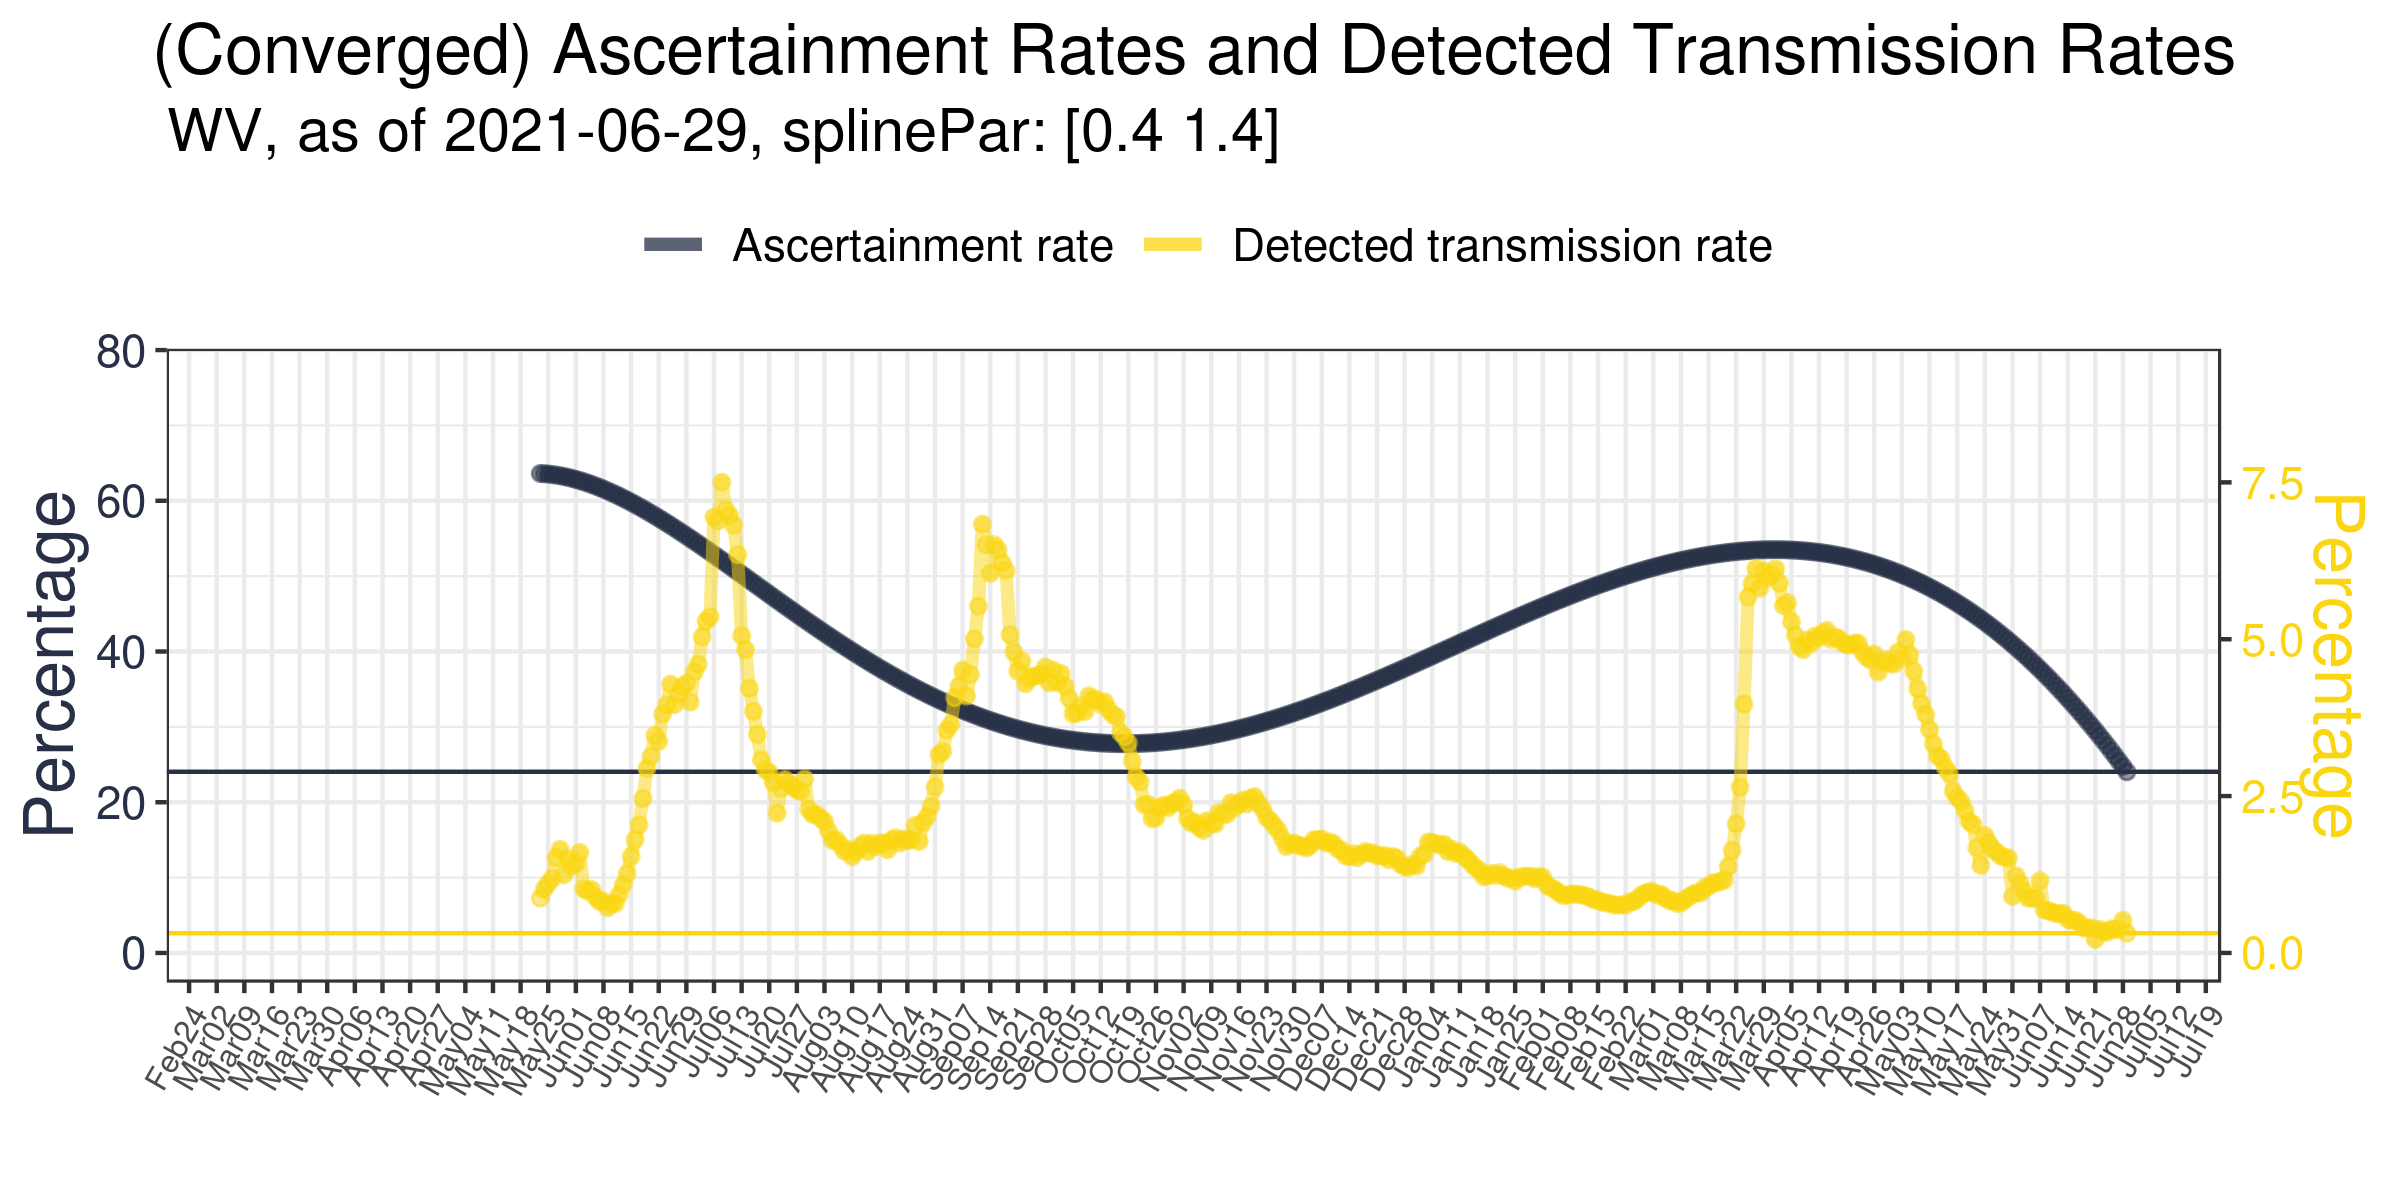 (Converged) Ascertainment Rates and Detected Transmission Rates
WV, as of 2021-06-29, splinePar: [0.4 1.4]
Ascertainment rate Detected transmission rate
Percentage
80
60
40
20
0
7.5
5.0
2.5
0.0
Percentage
Feb24 Mar02 Mar09 Mar16 Mar23 Mar30 Apr06 Apr13 Apr20 Apr27 May04 May11 May18 May25 Jun01 Jun08 Jun15 Jun22 Jun29 Jul06 Jul13 Jul20 Jul27 Aug03 Aug10 Aug17 Aug24 Aug31 Sep07 Sep14 Sep21 Sep28 Oct05 Oct12 Oct19 Oct26 Nov02 Nov09 Nov16 Nov23 Nov30 Dec07 Dec14 Dec21 Dec28 Jan04 Jan11 Jan18 Jan25 Feb01 Feb08 Feb15 Feb22 Mar01 Mar08 Mar15 Mar22 Mar29 Apr05 Apr12 Apr19 Apr26 May03 May10 May17 May24 May31 Jun07 Jun14 Jun21 Jun28 Jul05 Jul12 Jul19